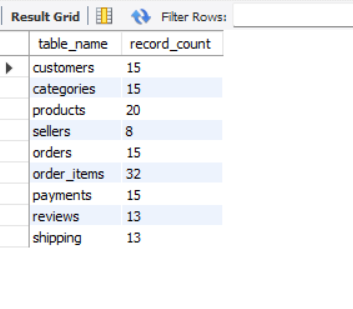 Result Grid Filter Rows:
table_name record_count
customers 15
categories 15
products 20
sellers 8
orders 15
order_items 32
payments 15
reviews 13
shipping 13